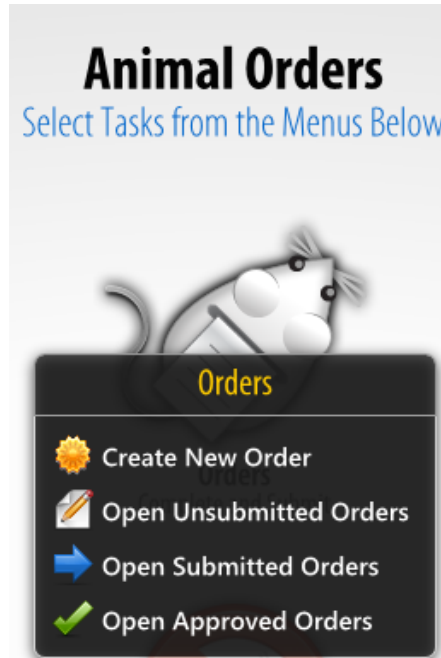 Animal Orders
Select Tasks from the Menus Below
Orders
Create New Order
Orders
Open Unsubmitted Orders
Open Submitted Orders
Open Approved Orders